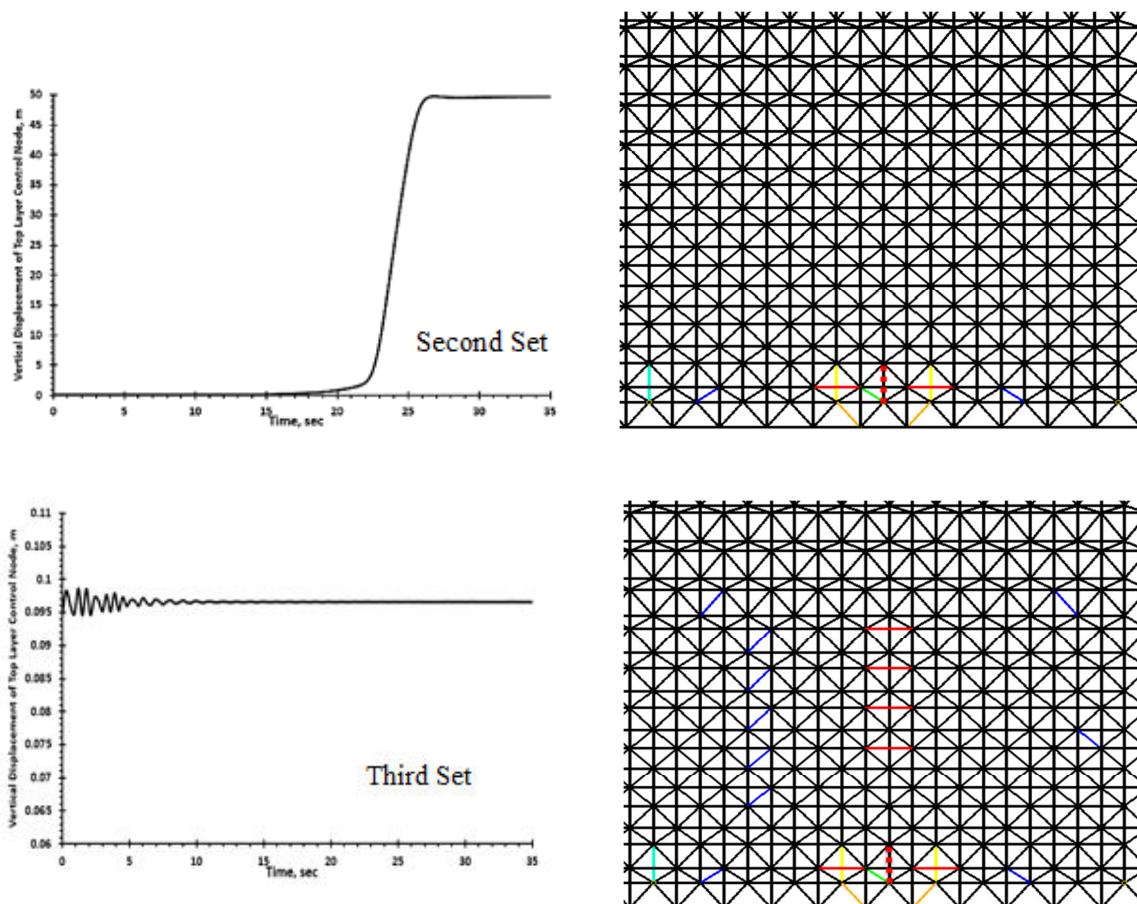 Vertical Displacement of Top Layer Control Node, m
50
45
40
35
30
25
20
15
10
5
0
0 5 10 15 20 25 30 35
Time, sec
Second Set
Vertical Displacement of Top Layer Control Node, m
0.11
0.105
0.1
0.095
0.09
0.085
0.08
0.075
0.07
0.065
0.06
0 5 10 15 20 25 30 35
Time, sec
Third Set